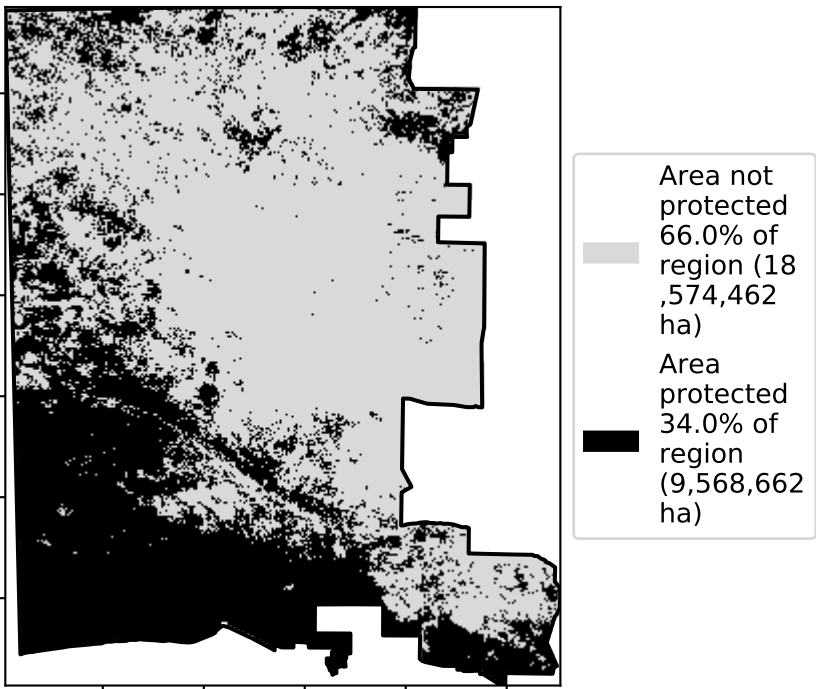 Area not
protected
66.0% of
region (18
,574,462
ha)
Area
protected
34.0% of
region
(9,568,662
ha)